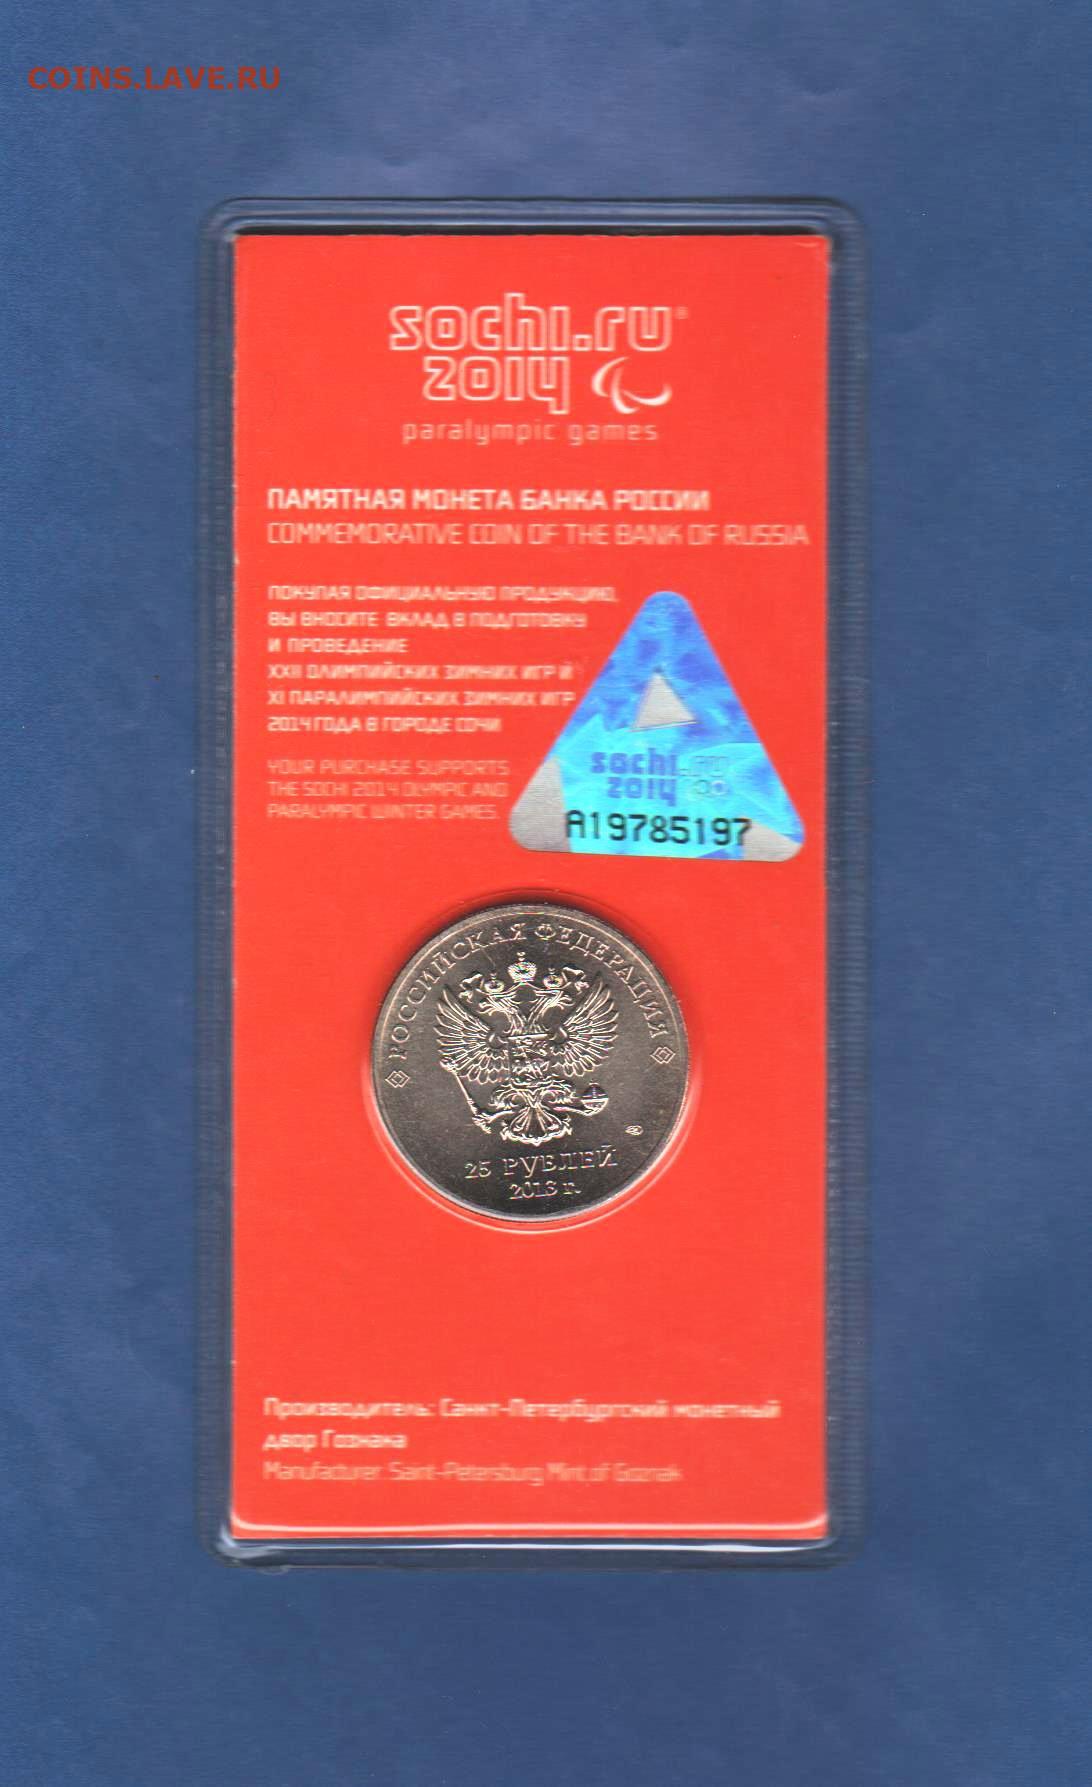 COINS.LAVE.RU
sochi.ru®
2014
paralympic games
ПАМЯТНАЯ МОНЕТА БАНКА РОССИИ
COMMEMORATIVE COIN OF THE BANK OF RUSSIA
ПОКУПАЯ ОФИЦИАЛЬНУЮ ПРОДУКЦИЮ,
ВЫ ВНОСИТЕ ВКЛАД В ПОДГОТОВКУ
И ПРОВЕДЕНИЕ
XXII ОЛИМПИЙСКИХ ЗИМНИХ ИГР И
XI ПАРАЛИМПИЙСКИХ ЗИМНИХ ИГР
2014 ГОДА В ГОРОДЕ СОЧИ
YOUR PURCHASE SUPPORTS
THE SOCHI 2014 OLYMPIC AND
PARALYMPIC WINTER GAMES.
sochi.ru
2014
A19785197
РОССИЙСКАЯ ФЕДЕРАЦИЯ
25 РУБЛЕЙ
2013 г.
Производитель: Санкт-Петербургский монетный
двор Гознака
Manufacturer: Saint-Petersburg Mint of Goznak